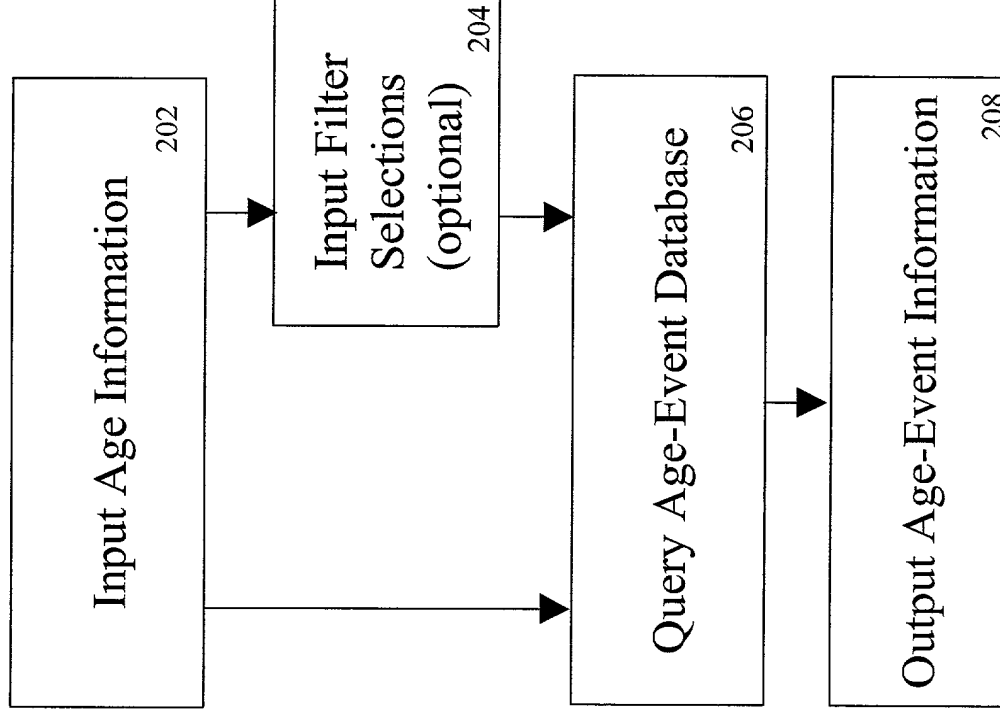 Input Age Information
202
Input Filter
Selections
(optional)
204
Query Age-Event Database
206
Output Age-Event Information
208